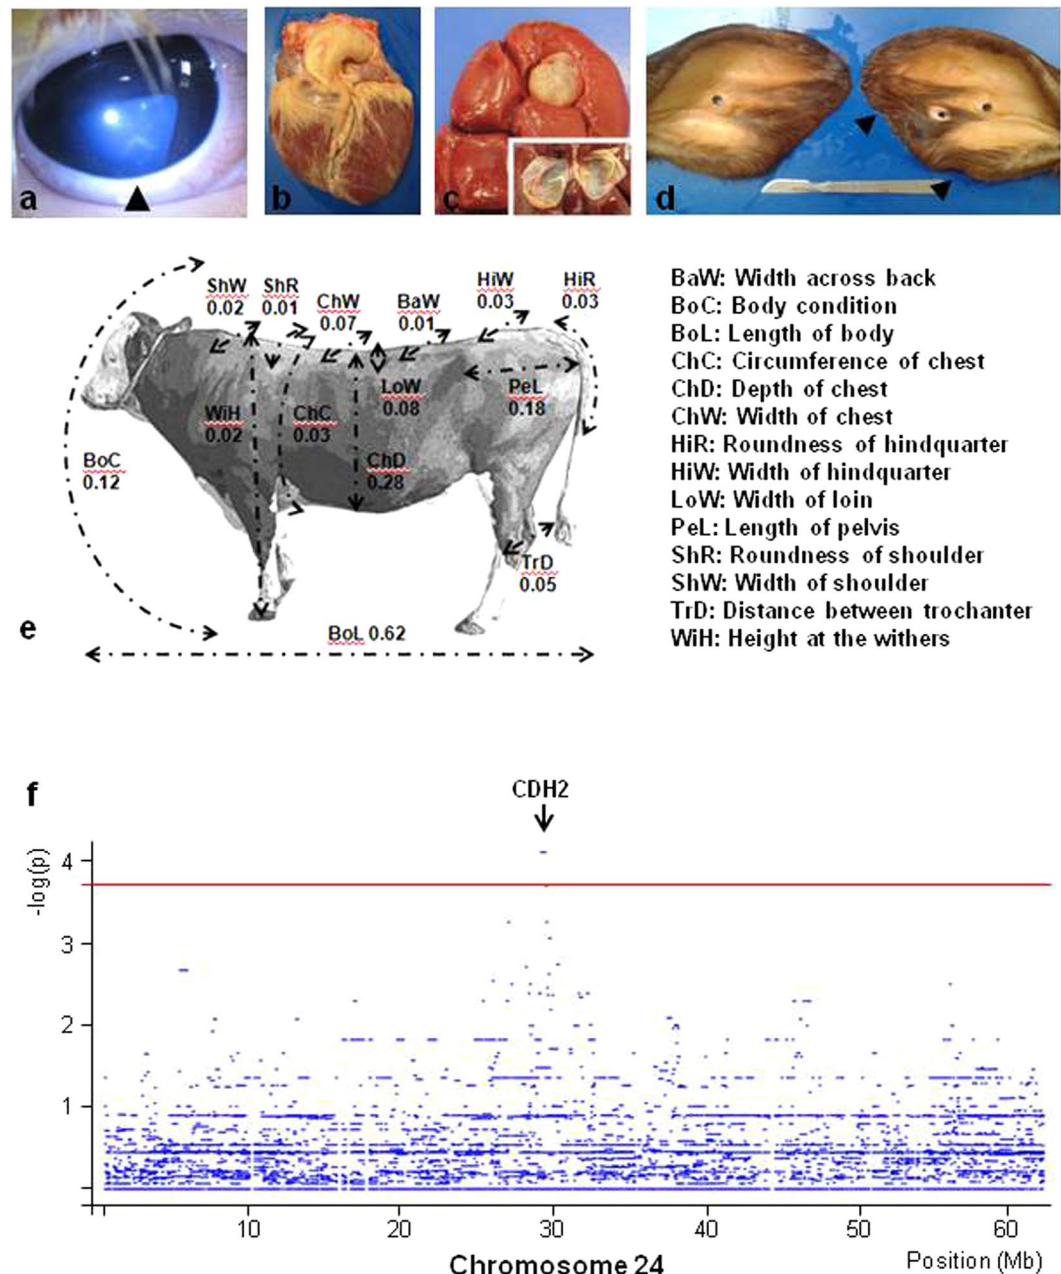 a
b
c
d
ShW
0.02
ShR
0.01
ChW
0.07
BaW
0.01
HiW
0.03
HiR
0.03
LoW
0.08
PeL
0.18
WiH
0.02
ChC
0.03
ChD
0.28
BoC
0.12
TrD
0.05
BoL 0.62
e
BaW: Width across back
BoC: Body condition
BoL: Length of body
ChC: Circumference of chest
ChD: Depth of chest
ChW: Width of chest
HiR: Roundness of hindquarter
HiW: Width of hindquarter
LoW: Width of loin
PeL: Length of pelvis
ShR: Roundness of shoulder
ShW: Width of shoulder
TrD: Distance between trochanter
WiH: Height at the withers
f
CDH2
-log(p)
4
3
2
1
10
20
30
40
50
60
Chromosome 24
Position (Mb)